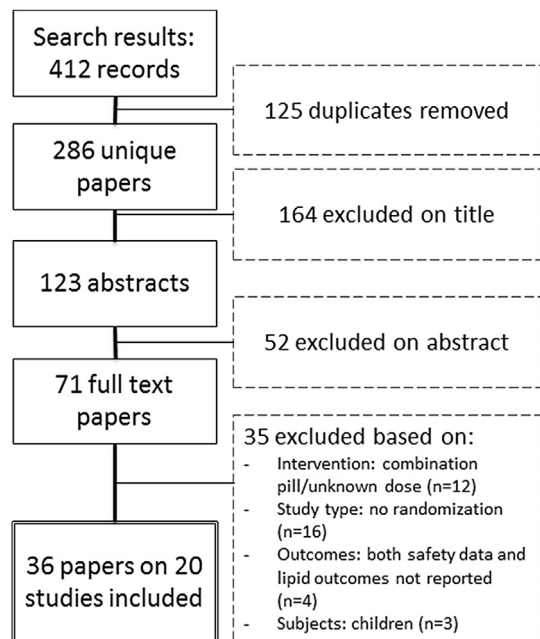 Search results:
412 records
125 duplicates removed
286 unique
papers
164 excluded on title
123 abstracts
52 excluded on abstract
71 full text
papers
35 excluded based on:
- Intervention: combination
pill/unknown dose (n=12)
- Study type: no randomization
(n=16)
- Outcomes: both safety data and
lipid outcomes not reported
(n=4)
- Subjects: children (n=3)
36 papers on 20
studies included